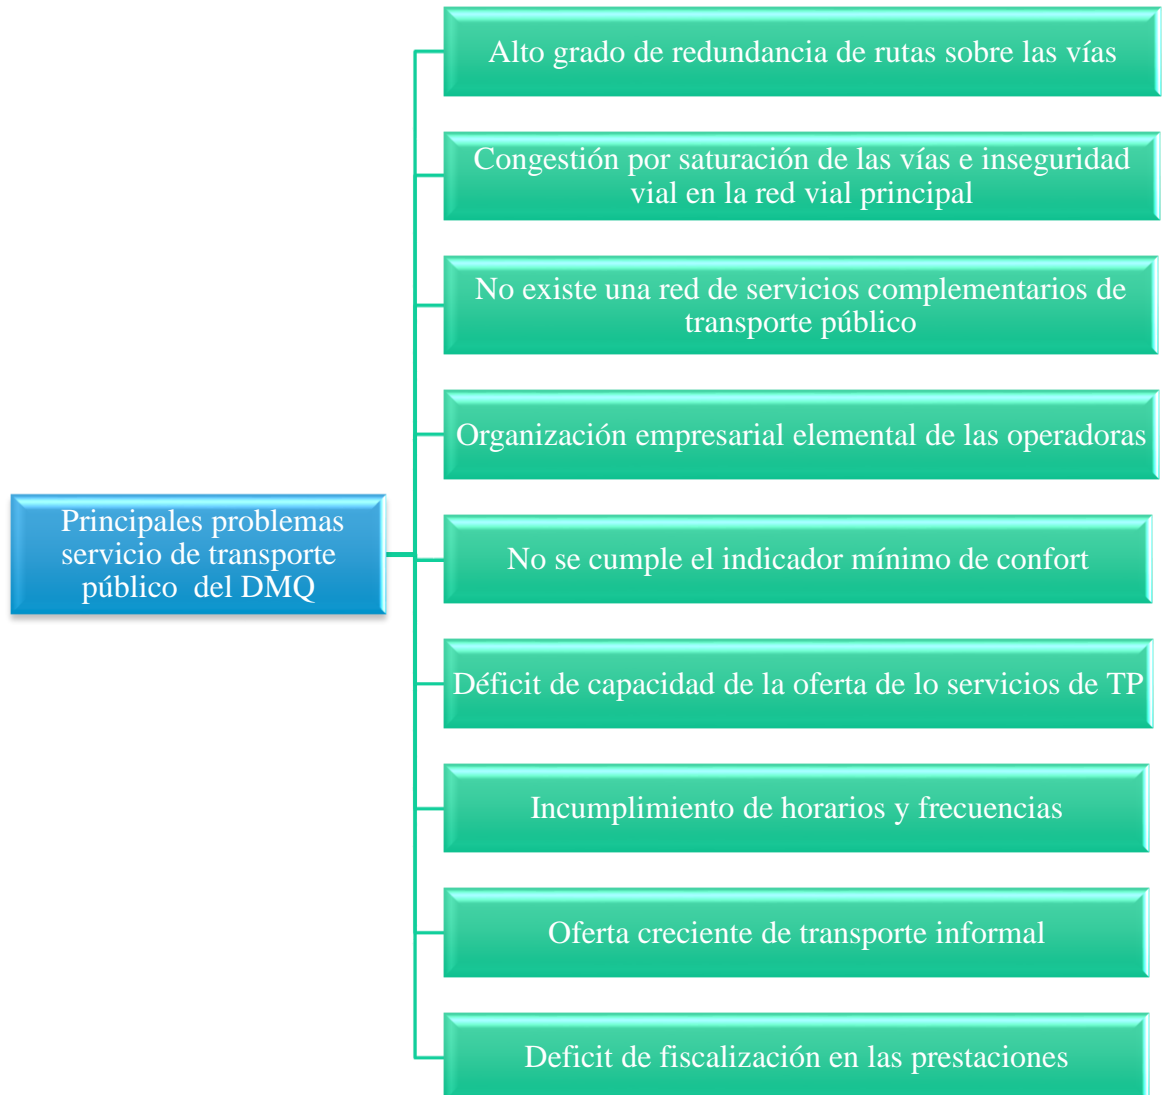 Alto grado de redundancia de rutas sobre las vías
Congestión por saturación de las vías e inseguridad
vial en la red vial principal
No existe una red de servicios complementarios de
transporte público
Organización empresarial elemental de las operadoras
Principales problemas
servicio de transporte
público del DMQ
No se cumple el indicador mínimo de confort
Déficit de capacidad de la oferta de lo servicios de TP
Incumplimiento de horarios y frecuencias
Oferta creciente de transporte informal
Deficit de fiscalización en las prestaciones